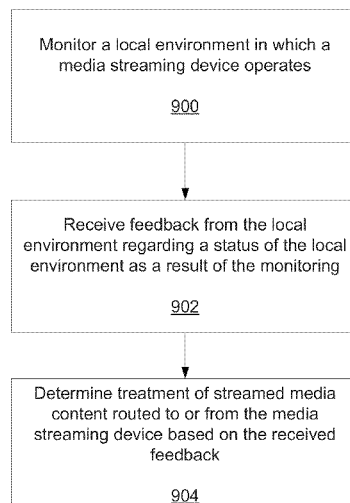 Monitor a local environment in which a
media streaming device operates
900
Receive feedback from the local
environment regarding a status of the local
environment as a result of the monitoring
902
Determine treatment of streamed media
content routed to or from the media
streaming device based on the received
feedback
904